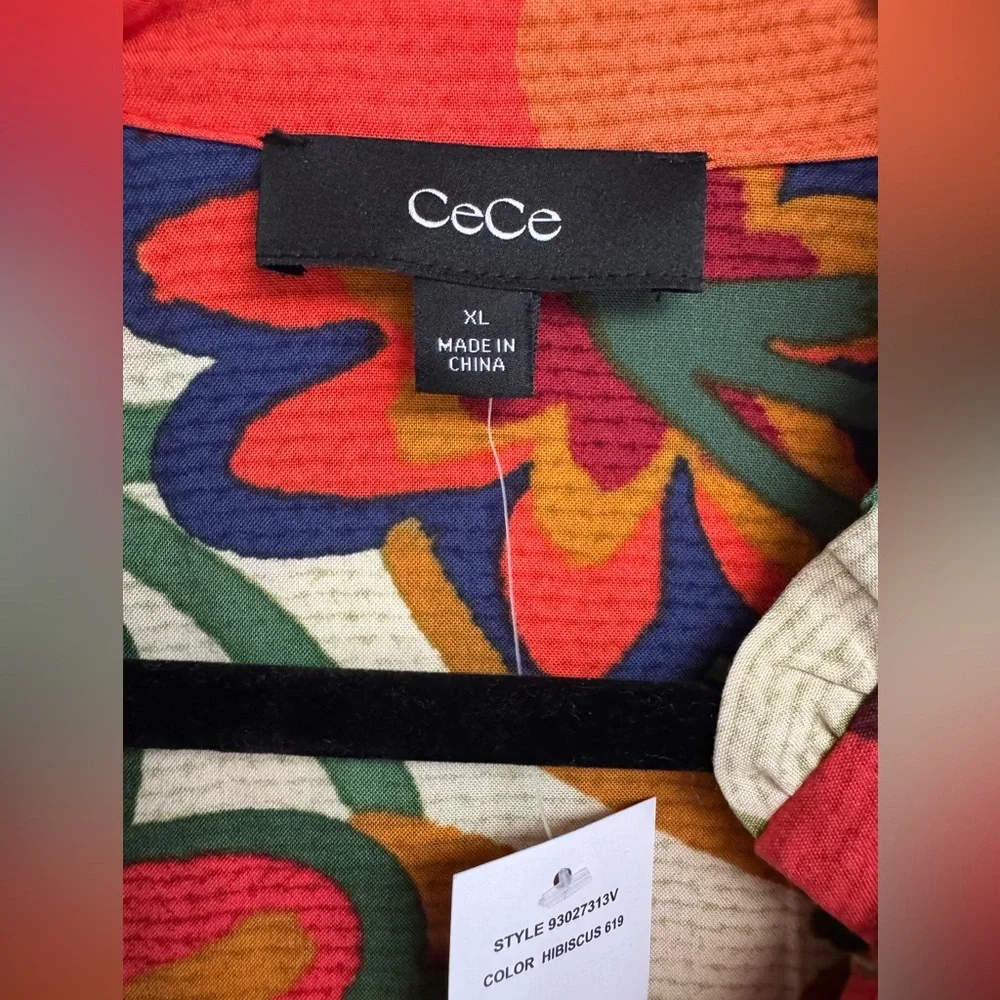 CeCe
XL
MADE IN
CHINA
STYLE 93027313V
COLOR HIBISCUS 619